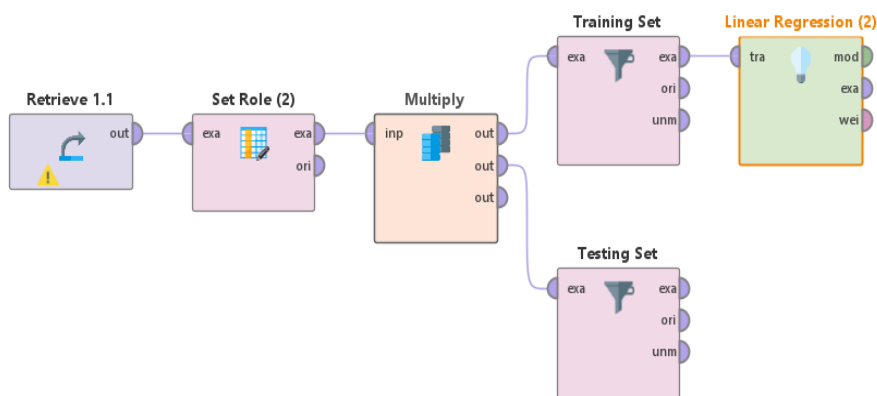 Training Set
Linear Regression (2)
exa
exa
tra
mod
ori
exa
unm
wei
Retrieve 1.1
Set Role (2)
Multiply
out
exa
exa
inp
out
ori
out
out
Testing Set
exa
exa
ori
unm